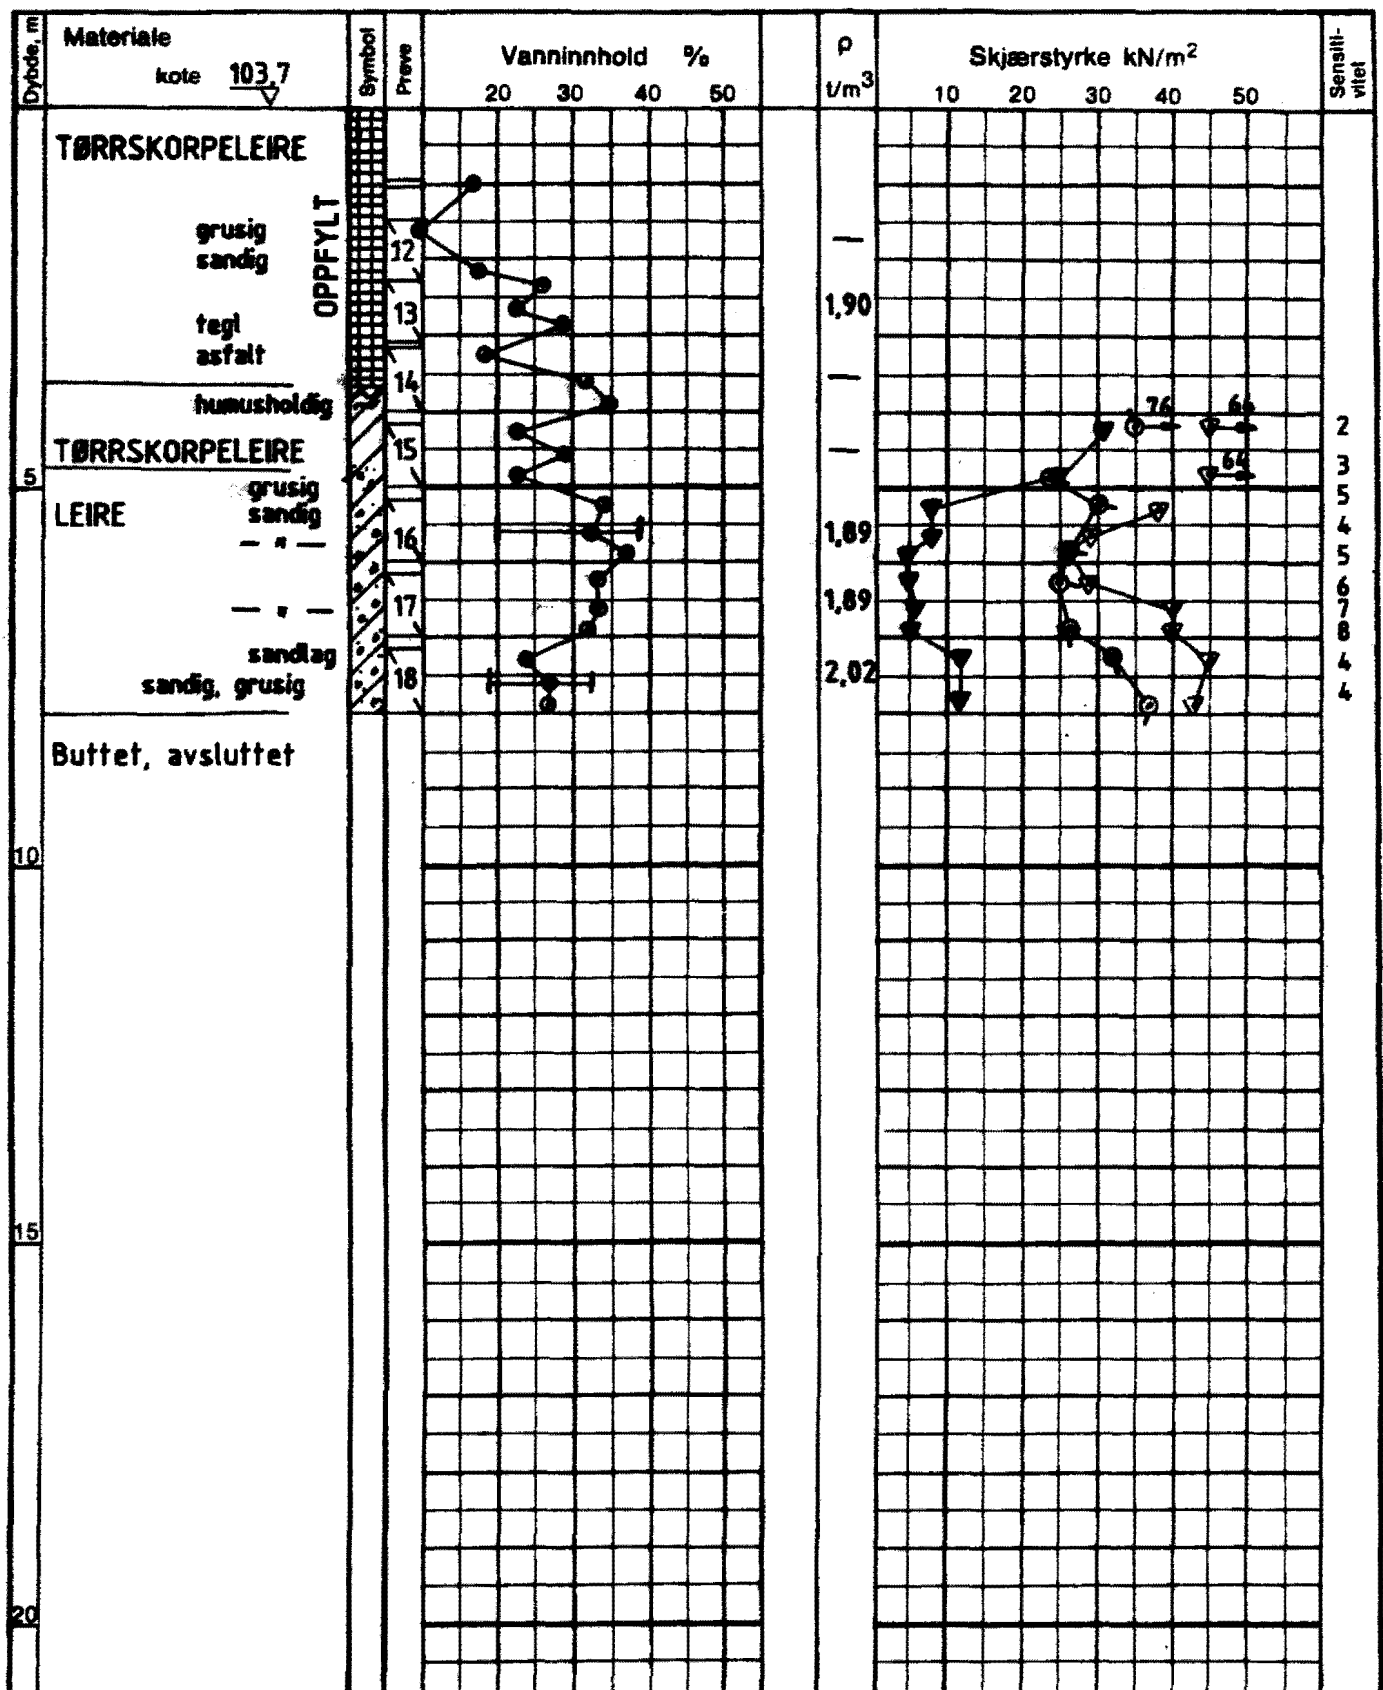 Dybde, m
Materiale
kote 103,7
Symbol
Prøve
Vanninnhold %
20 30 40 50
ρ
t/m³
Skjærstyrke kN/m²
10 20 30 40 50
Sensiti-
vitet
TØRRSKORPELEIRE
OPPFYLT
grusig
sandig
12
tegl
asfalt
13
1,90
14
humusholdig
76 66
2
TØRRSKORPELEIRE
15
64
3
5
grusig
5
LEIRE sandig
4
— " —
16
1,89
5
6
— " —
17
1,89
7
8
sandlag
4
sandig, grusig
18
2,02
4
Buttet, avsluttet
10
15
20